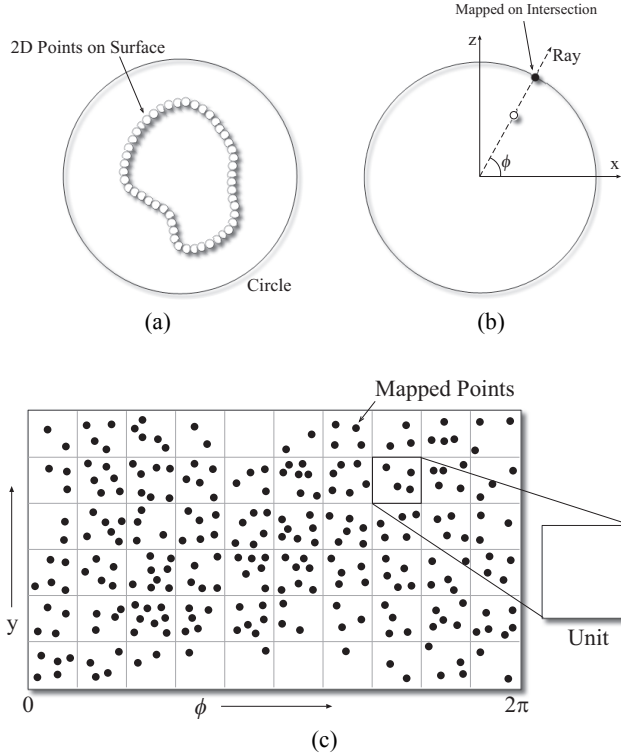 Mapped on Intersection
2D Points on Surface
z
Ray
ϕ
x
Circle
(a)
(b)
Mapped Points
y
Unit
0
ϕ
2π
(c)